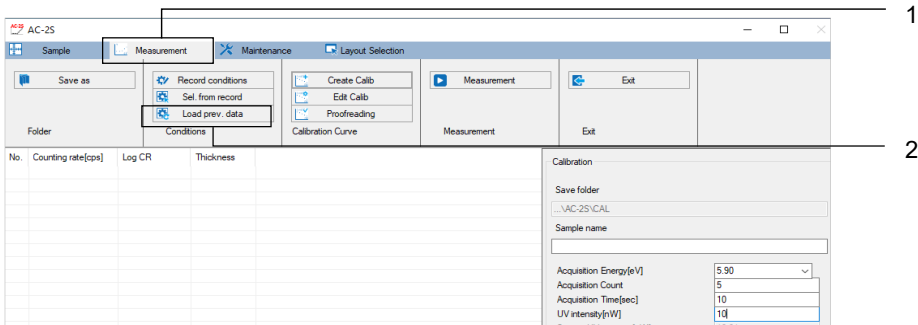 1
AC-2S AC-2S
Sample Measurement Maintenance Layout Selection
Save as Record conditions Create Calib Measurement Exit
Sel. from record Edit Calib
Load prev. data Proofreading
Folder Conditions Calibration Curve Measurement Exit
2
No. Counting rate[cps] Log CR Thickness
Calibration
Save folder
...\AC-2S\CAL
Sample name
Acquisition Energy[eV] 5.90
Acquisition Count 5
Acquisition Time[sec] 10
UV intensity[nW] 10